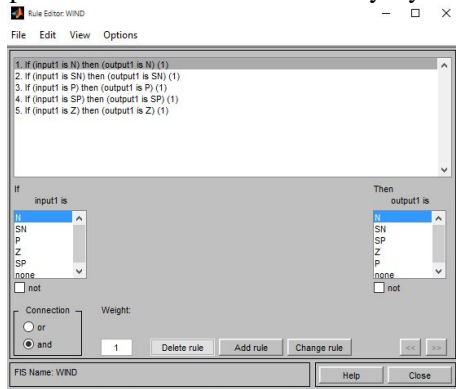 Rule Editor: WIND
File Edit View Options
1. If (input1 is N) then (output1 is N) (1)
2. If (input1 is SN) then (output1 is SN) (1)
3. If (input1 is P) then (output1 is P) (1)
4. If (input1 is SP) then (output1 is SP) (1)
5. If (input1 is Z) then (output1 is Z) (1)
If
input1 is
N
SN
P
Z
SP
none
not
Then
output1 is
N
SN
SP
Z
P
none
not
Connection
or
and
Weight:
1
Delete rule Add rule Change rule << >>
FIS Name: WIND
Help Close